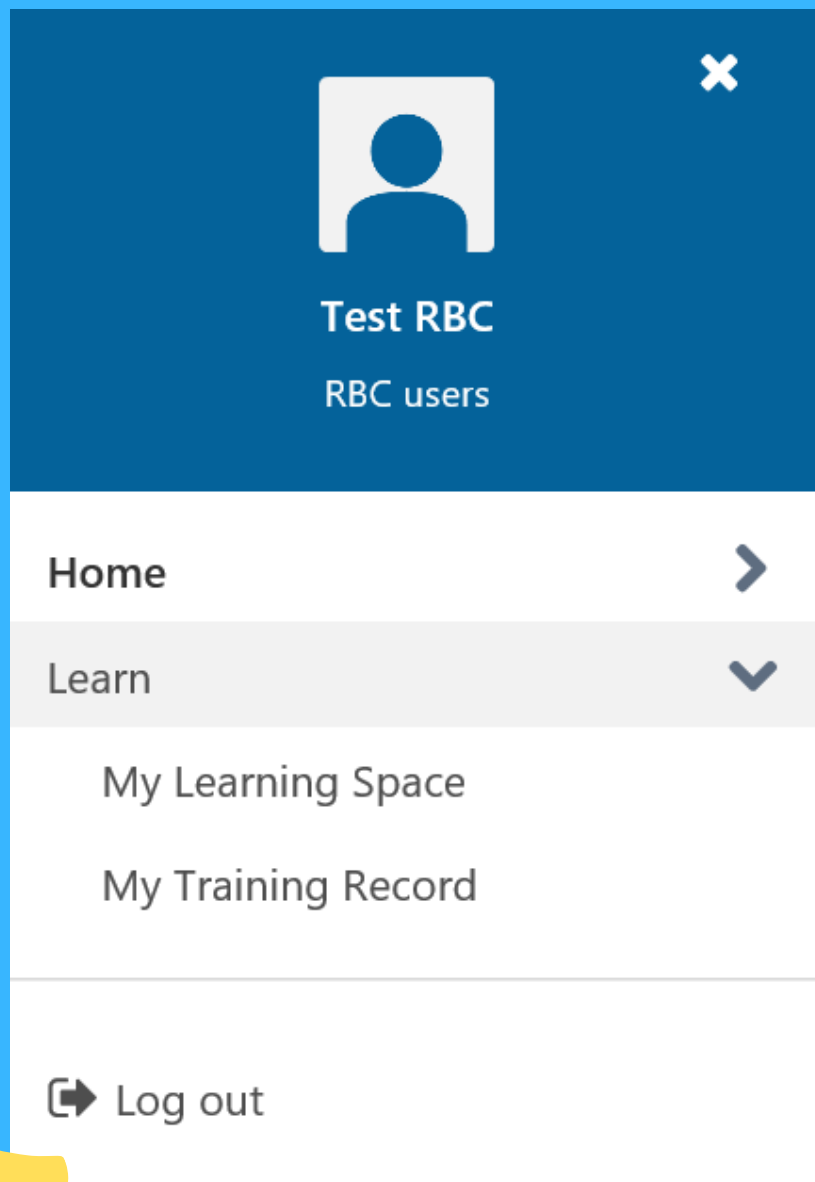 Test RBC
RBC users
Home
Learn
My Learning Space
My Training Record
Log out